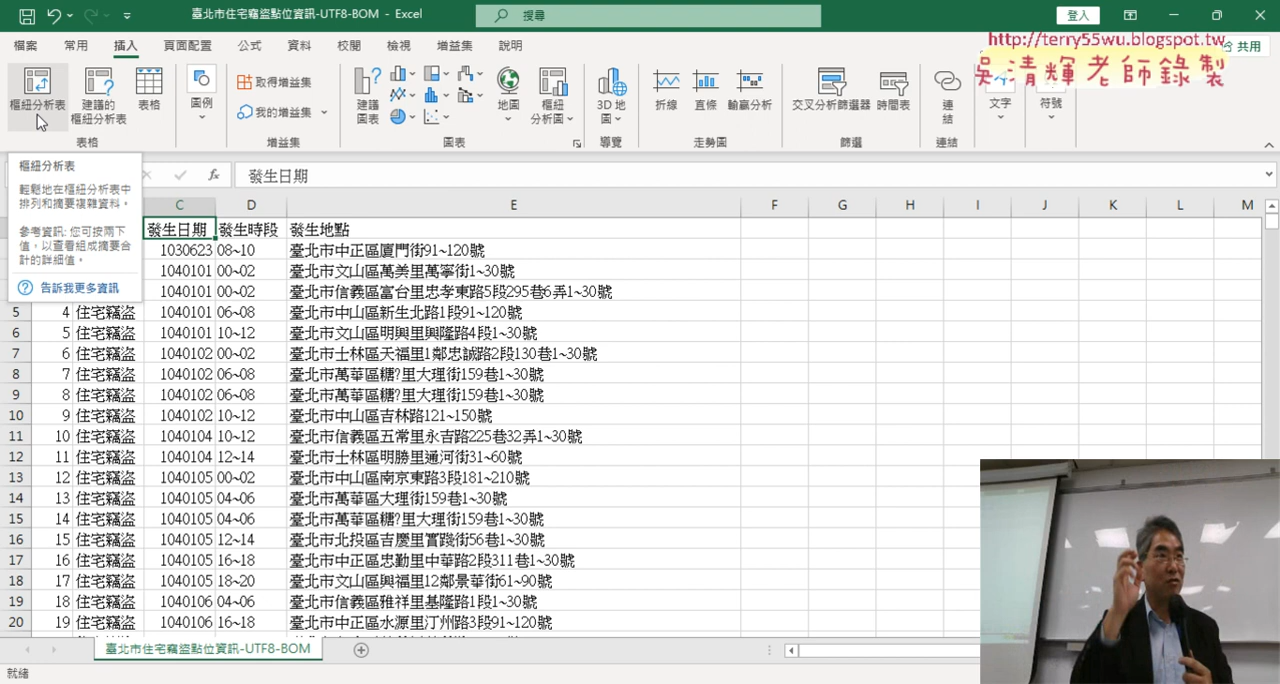 臺北市住宅竊盜點位資訊-UTF8-BOM - Excel
搜尋
登入
檔案 常用 插入 頁面配置 公式 資料 校閱 檢視 增益集 說明
共用
http://terry55wu.blogspot.tw
吳清輝老師錄製
樞紐分析表
建議的樞紐分析表
表格
圖例
取得增益集
我的增益集
建議圖表
地圖
樞紐分析圖
3D 地圖
折線
直條
輸贏分析
交叉分析篩選器
時間表
連結
文字
符號
表格 增益集 圖表 導覽 走勢圖 篩選 連結
樞紐分析表
輕鬆地在樞紐分析表中
排列和摘要複雜資料。
參考資訊: 您可按兩下
值，以查看組成摘要合
計的詳細值。
告訴我更多資訊
fx 發生日期
C D E F G H I J K L M
發生日期 發生時段 發生地點
1030623 08~10 臺北市中正區廈門街91~120號
1040101 00~02 臺北市文山區萬美里萬寧街1~30號
1040101 00~02 臺北市信義區富台里忠孝東路5段295巷6弄1~30號
5 4 住宅竊盜 1040101 06~08 臺北市中山區新生北路1段91~120號
6 5 住宅竊盜 1040101 10~12 臺北市文山區明興里興隆路4段1~30號
7 6 住宅竊盜 1040102 00~02 臺北市士林區天福里1鄰忠誠路2段130巷1~30號
8 7 住宅竊盜 1040102 06~08 臺北市萬華區糖?里大理街159巷1~30號
9 8 住宅竊盜 1040102 06~08 臺北市萬華區糖?里大理街159巷1~30號
10 9 住宅竊盜 1040102 10~12 臺北市中山區吉林路121~150號
11 10 住宅竊盜 1040104 10~12 臺北市信義區五常里永吉路225巷32弄1~30號
12 11 住宅竊盜 1040104 12~14 臺北市士林區明勝里通河街31~60號
13 12 住宅竊盜 1040105 00~02 臺北市中山區南京東路3段181~210號
14 13 住宅竊盜 1040105 04~06 臺北市萬華區大理街159巷1~30號
15 14 住宅竊盜 1040105 04~06 臺北市萬華區糖?里大理街159巷1~30號
16 15 住宅竊盜 1040105 12~14 臺北市北投區吉慶里實踐街56巷1~30號
17 16 住宅竊盜 1040105 16~18 臺北市中正區忠勤里中華路2段311巷1~30號
18 17 住宅竊盜 1040105 18~20 臺北市文山區興福里12鄰景華街61~90號
19 18 住宅竊盜 1040106 04~06 臺北市信義區雅祥里基隆路1段1~30號
20 19 住宅竊盜 1040106 16~18 臺北市中正區水源里汀州路3段91~120號
臺北市住宅竊盜點位資訊-UTF8-BOM
就緒